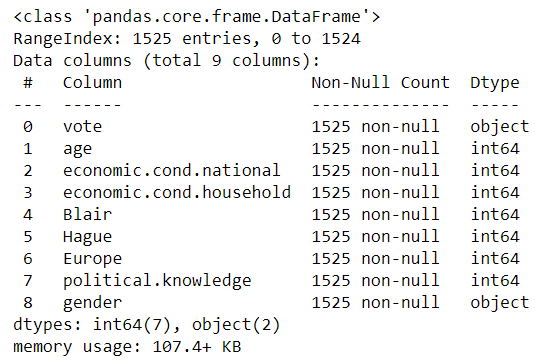 <class 'pandas.core.frame.DataFrame'>
RangeIndex: 1525 entries, 0 to 1524
Data columns (total 9 columns):
 #   Column                   Non-Null Count  Dtype
---  ------                   --------------  -----
 0   vote                     1525 non-null   object
 1   age                      1525 non-null   int64
 2   economic.cond.national   1525 non-null   int64
 3   economic.cond.household  1525 non-null   int64
 4   Blair                    1525 non-null   int64
 5   Hague                    1525 non-null   int64
 6   Europe                   1525 non-null   int64
 7   political.knowledge      1525 non-null   int64
 8   gender                   1525 non-null   object
dtypes: int64(7), object(2)
memory usage: 107.4+ KB